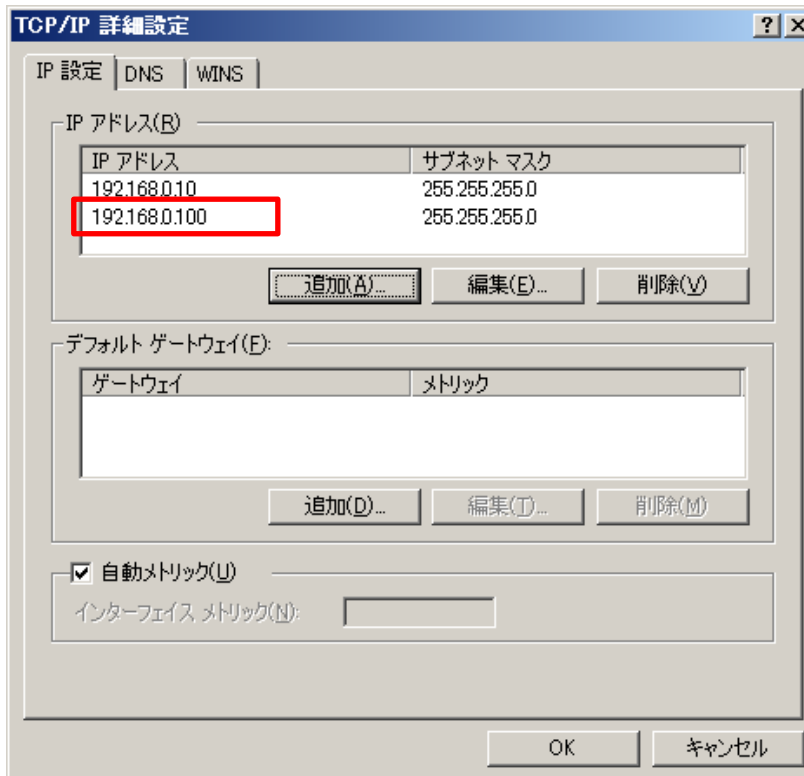 TCP/IP 詳細設定
IP 設定 DNS WINS
IP アドレス(R)
IP アドレス サブネット マスク
192.168.0.10 255.255.255.0
192.168.0.100 255.255.255.0
追加(A)... 編集(E)... 削除(V)
デフォルト ゲートウェイ(F):
ゲートウェイ メトリック
追加(D)... 編集(T)... 削除(M)
自動メトリック(U)
インターフェイス メトリック(N):
OK キャンセル